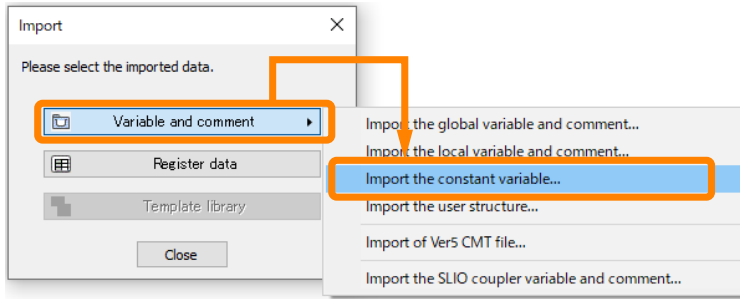 Import
Please select the imported data.
Variable and comment
Register data
Template library
Close
Import the global variable and comment...
Import the local variable and comment...
Import the constant variable...
Import the user structure...
Import of Ver5 CMT file...
Import the SLIO coupler variable and comment...